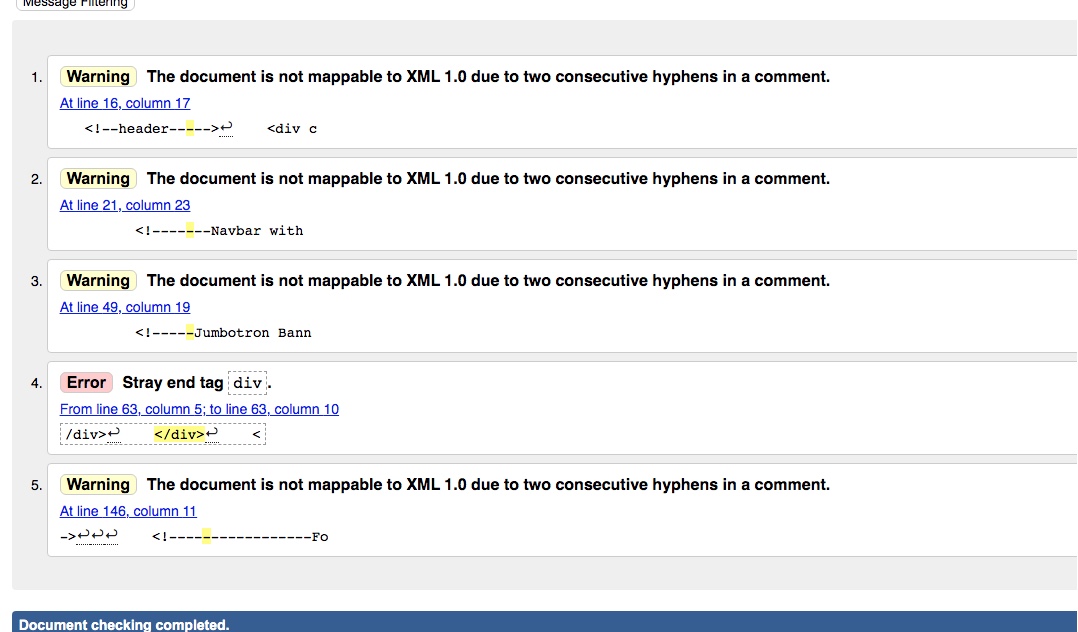 Message Filtering
1. Warning The document is not mappable to XML 1.0 due to two consecutive hyphens in a comment.
At line 16, column 17
<!--header----->↩ <div c
2. Warning The document is not mappable to XML 1.0 due to two consecutive hyphens in a comment.
At line 21, column 23
<!-------Navbar with
3. Warning The document is not mappable to XML 1.0 due to two consecutive hyphens in a comment.
At line 49, column 19
<!-----Jumbotron Bann
4. Error Stray end tag div.
From line 63, column 5; to line 63, column 10
/div>↩ </div>↩ <
5. Warning The document is not mappable to XML 1.0 due to two consecutive hyphens in a comment.
At line 146, column 11
->↩↩↩ <!-----------------Fo
Document checking completed.